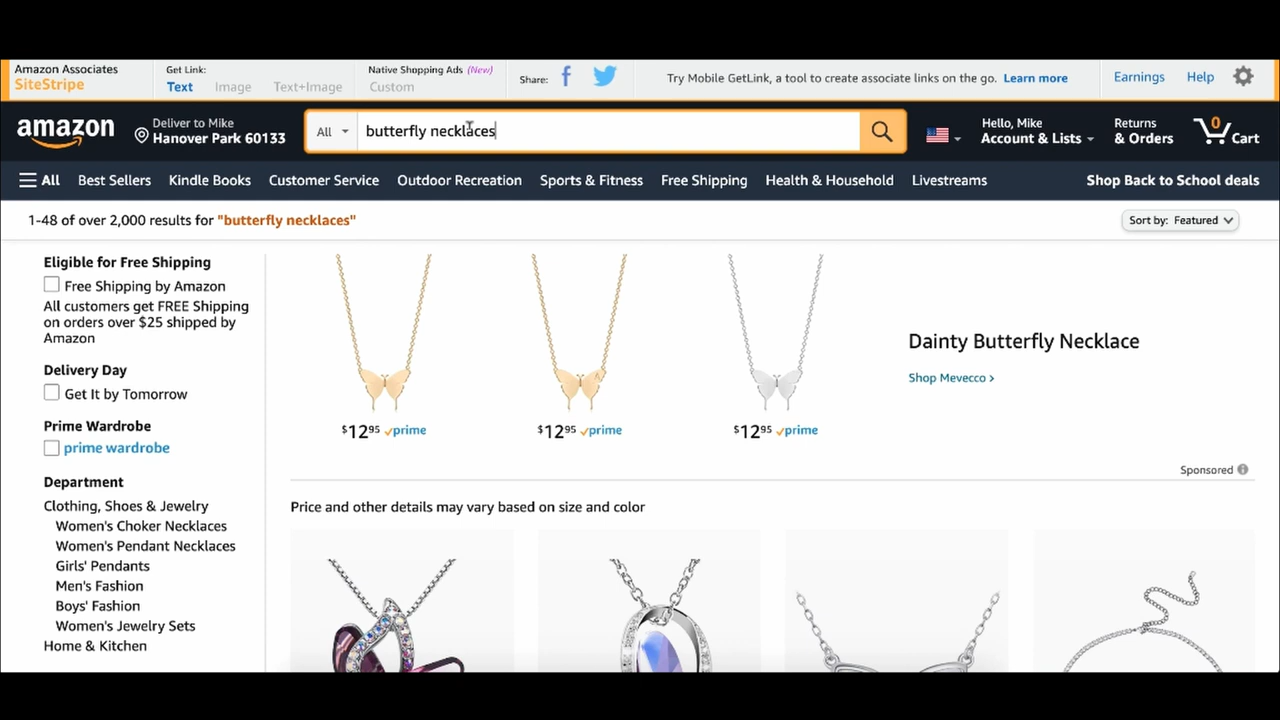 Amazon Associates
SiteStripe
Get Link:
Text Image Text+Image
Native Shopping Ads (New)
Custom
Share:
Try Mobile GetLink, a tool to create associate links on the go. Learn more
Earnings
Help
amazon
Deliver to Mike
Hanover Park 60133
All
butterfly necklaces
Hello, Mike
Account & Lists
Returns
& Orders
0
Cart
All Best Sellers Kindle Books Customer Service Outdoor Recreation Sports & Fitness Free Shipping Health & Household Livestreams Shop Back to School deals
1-48 of over 2,000 results for "butterfly necklaces"
Sort by: Featured
Eligible for Free Shipping
Free Shipping by Amazon
All customers get FREE Shipping
on orders over $25 shipped by
Amazon
Delivery Day
Get It by Tomorrow
Prime Wardrobe
prime wardrobe
Department
Clothing, Shoes & Jewelry
Women's Choker Necklaces
Women's Pendant Necklaces
Girls' Pendants
Men's Fashion
Boys' Fashion
Women's Jewelry Sets
Home & Kitchen
$12⁹⁵ prime
$12⁹⁵ prime
$12⁹⁵ prime
Dainty Butterfly Necklace
Shop Mevecco ›
Sponsored
Price and other details may vary based on size and color